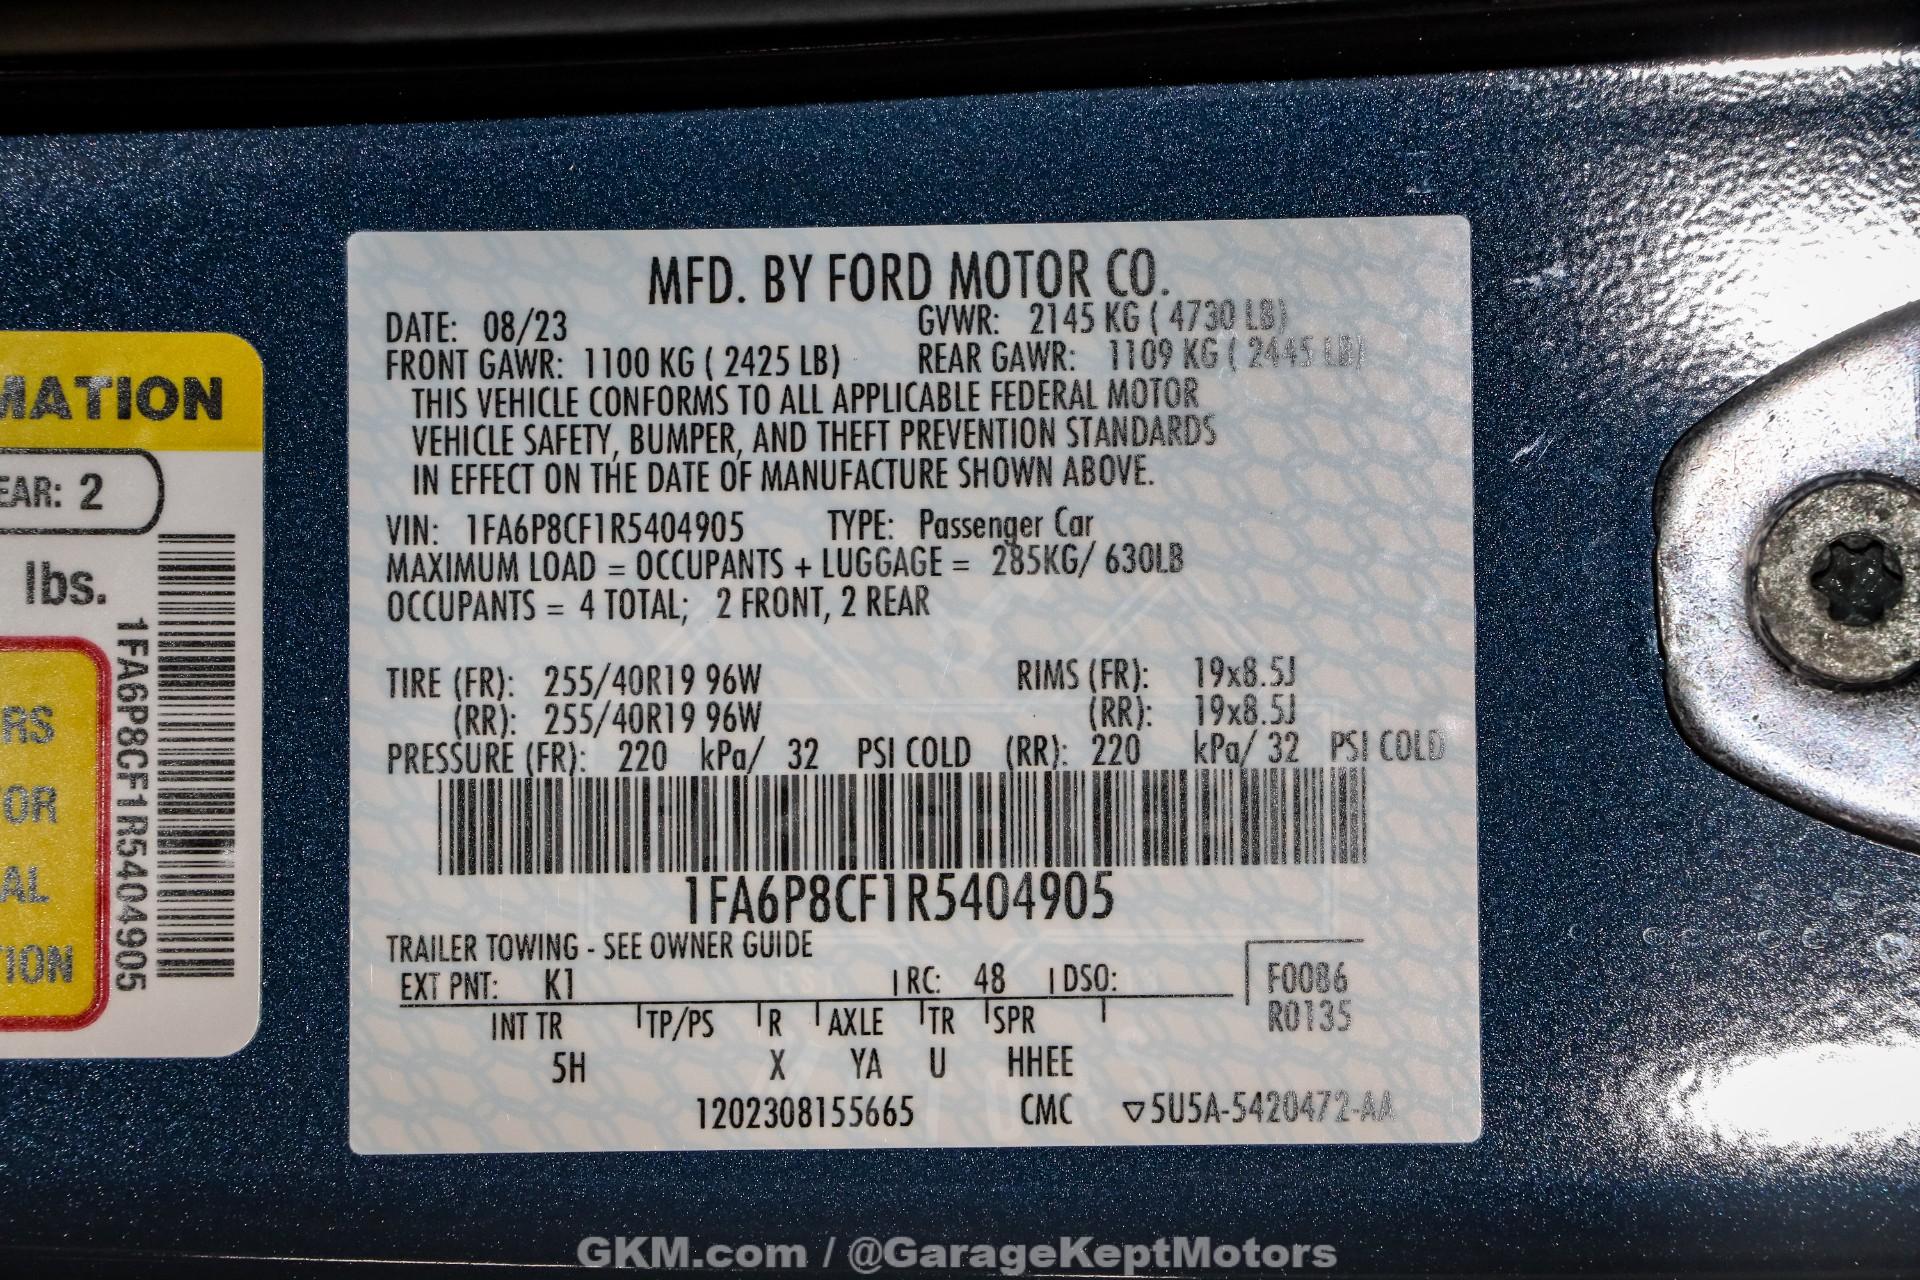 MATION
EAR: 2
lbs.
1FA6P8CF1R5404905
RS
OR
AL
TION
MFD. BY FORD MOTOR CO.
DATE: 08/23 GVWR: 2145 KG ( 4730 LB)
FRONT GAWR: 1100 KG ( 2425 LB) REAR GAWR: 1109 KG ( 2445 LB)
THIS VEHICLE CONFORMS TO ALL APPLICABLE FEDERAL MOTOR
VEHICLE SAFETY, BUMPER, AND THEFT PREVENTION STANDARDS
IN EFFECT ON THE DATE OF MANUFACTURE SHOWN ABOVE.
VIN: 1FA6P8CF1R5404905 TYPE: Passenger Car
MAXIMUM LOAD = OCCUPANTS + LUGGAGE = 285KG/ 630LB
OCCUPANTS = 4 TOTAL; 2 FRONT, 2 REAR
TIRE (FR): 255/40R19 96W RIMS (FR): 19x8.5J
(RR): 255/40R19 96W (RR): 19x8.5J
PRESSURE (FR): 220 kPa/ 32 PSI COLD (RR): 220 kPa/ 32 PSI COLD
1FA6P8CF1R5404905
TRAILER TOWING - SEE OWNER GUIDE
EXT PNT: K1 RC: 48 DSO: F0086
R0135
INT TR TP/PS R AXLE TR SPR
5H X YA U HHEE
1202308155665 CMC ▽5U5A-5420472-AA
GKM.com / @GarageKeptMotors